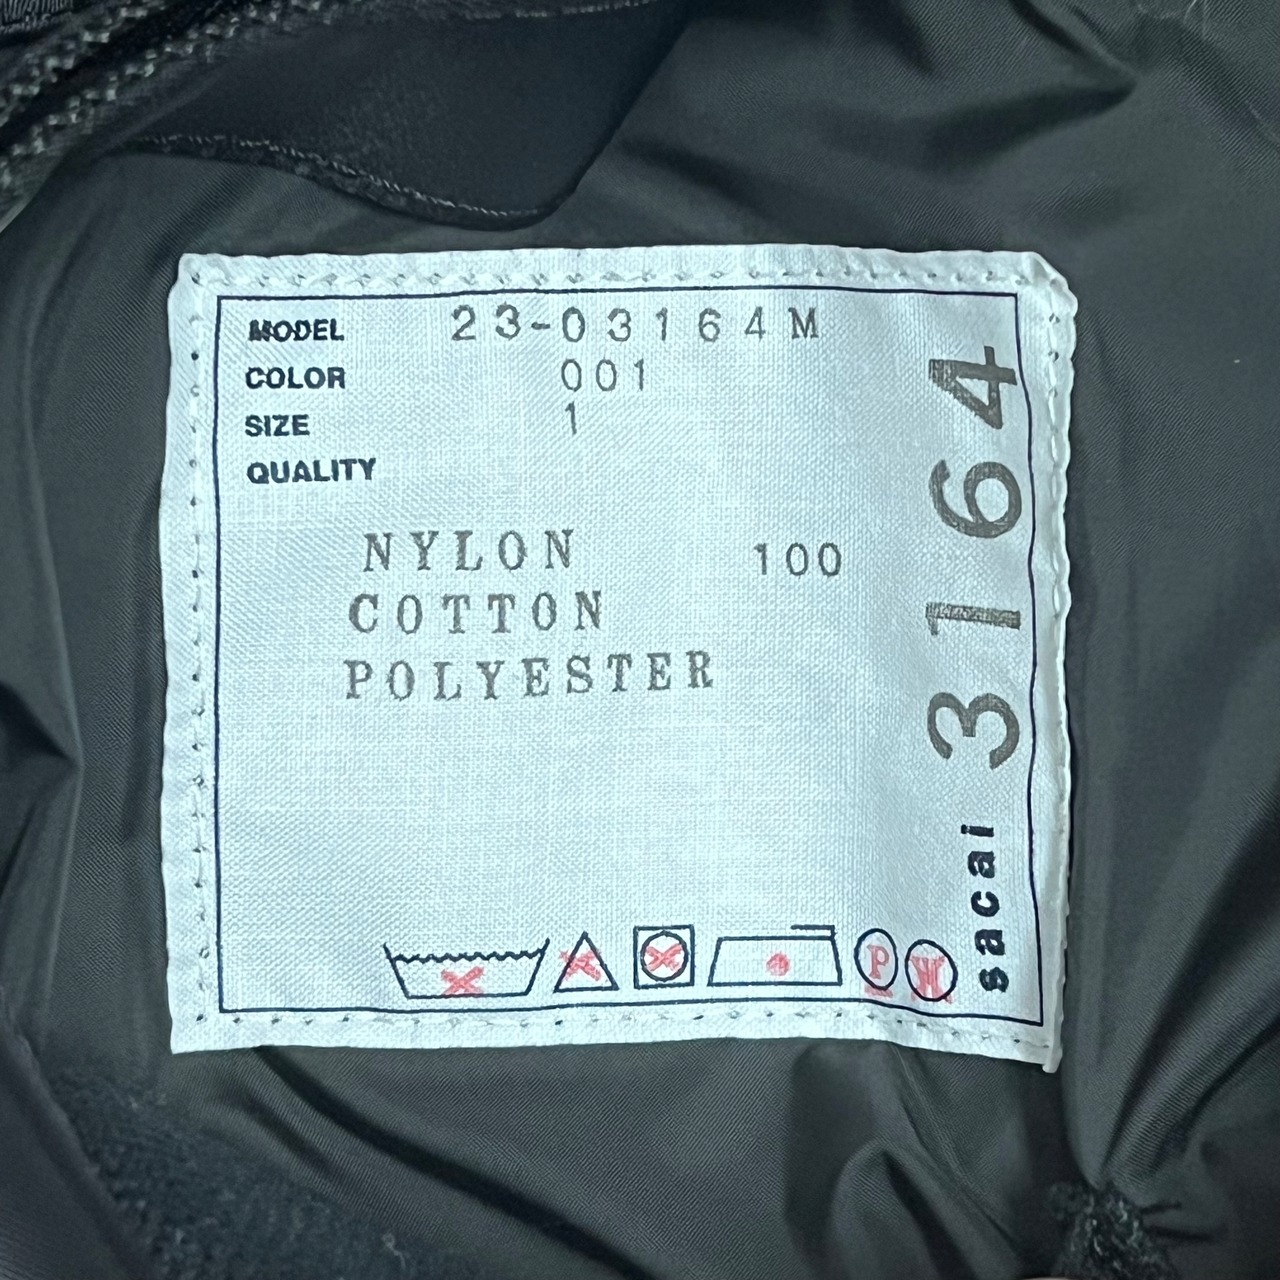 MODEL 23-03164M
COLOR 001
SIZE 1
QUALITY
NYLON 100
COTTON
POLYESTER
P W
sacai 3164